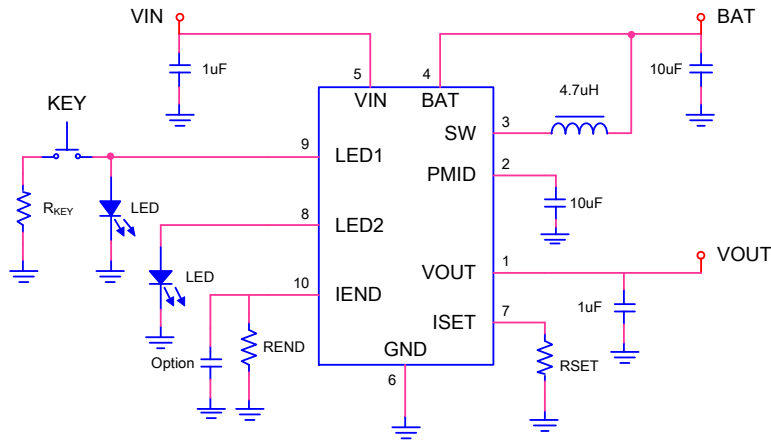 VIN
BAT
1uF
10uF
5
4
VIN
BAT
4.7uH
KEY
SW
3
9
LED1
PMID
2
RKEY
LED
10uF
8
LED2
LED
VOUT
VOUT
1
10
IEND
ISET
7
1uF
Option
REND
GND
RSET
6